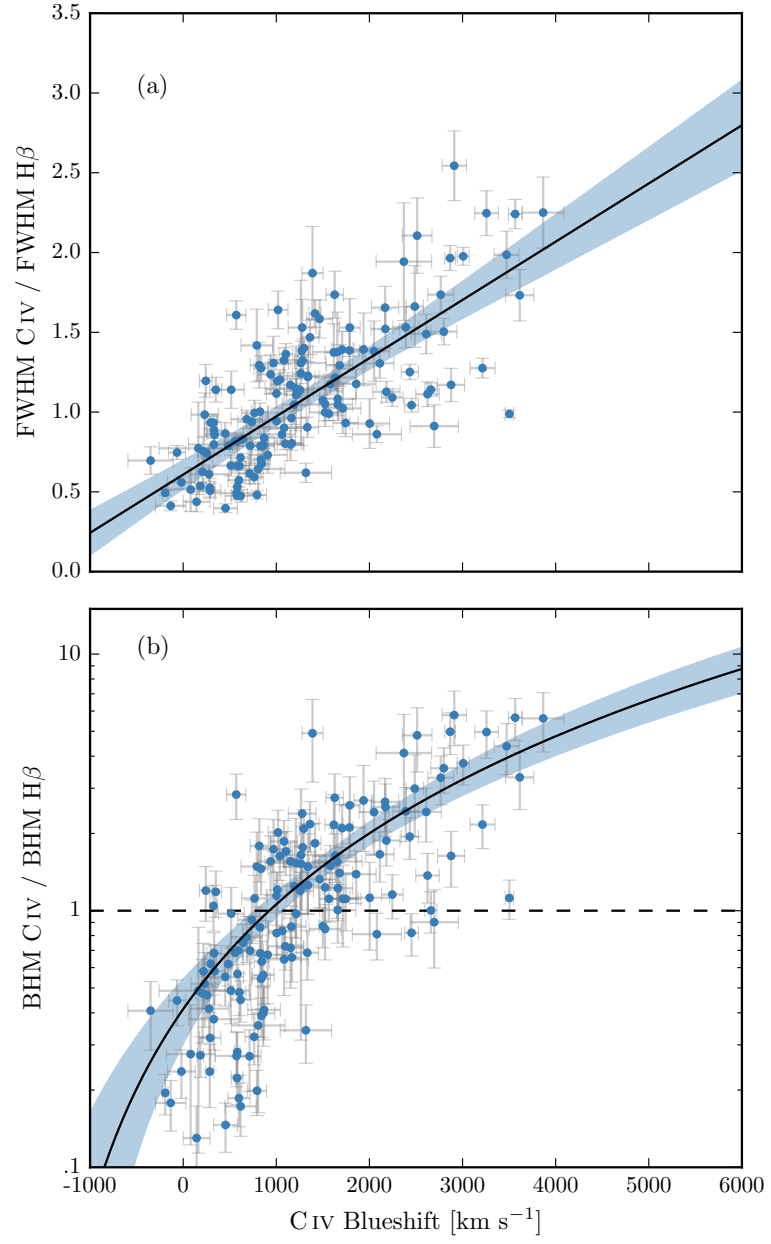 3.5
(a)
3.0
2.5
2.0
1.5
1.0
0.5
0.0
FWHM C IV / FWHM Hβ
(b)
10
1
.1
BHM C IV / BHM Hβ
-1000 0 1000 2000 3000 4000 5000 6000
C IV Blueshift [km s⁻¹]